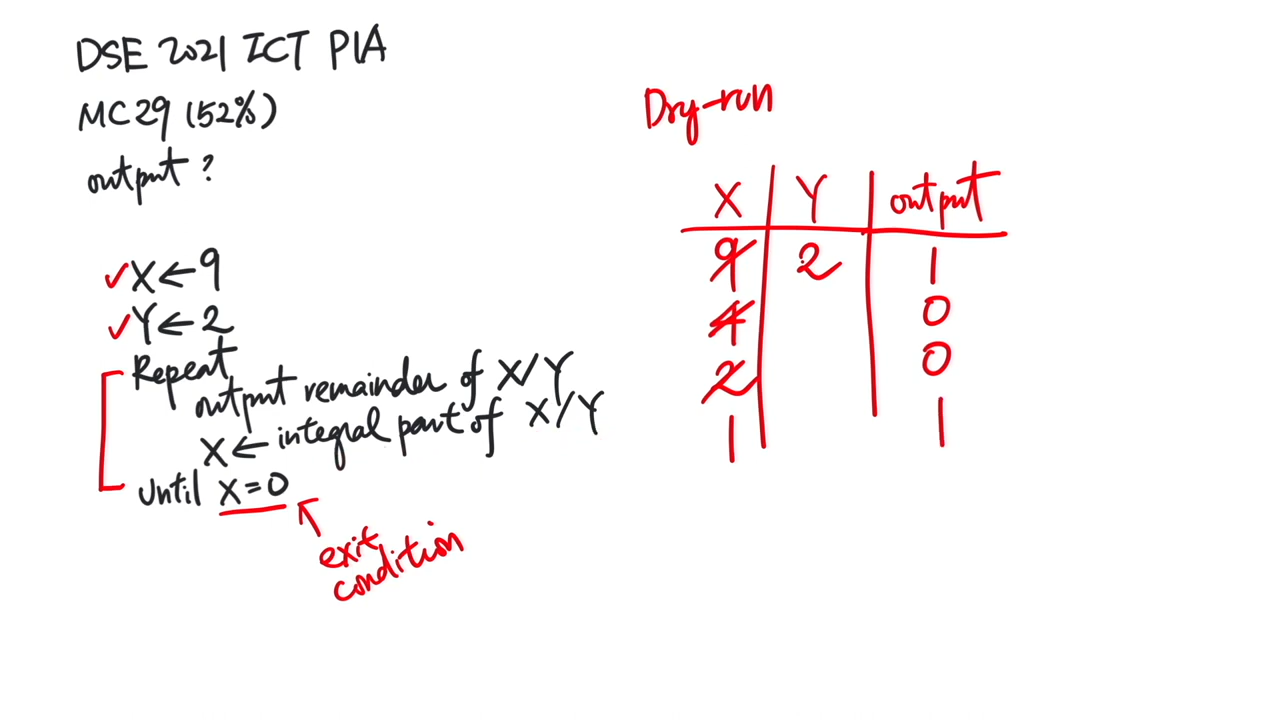 DSE 2021 ICT P1A
MC29 (52%)
output ?
✓X←9
✓Y←2
Repeat
output remainder of X/Y
X← integral part of X/Y
Until X=0
exit
condition
Dry-run
X Y output
9 2 1
4 0
2 0
1 1